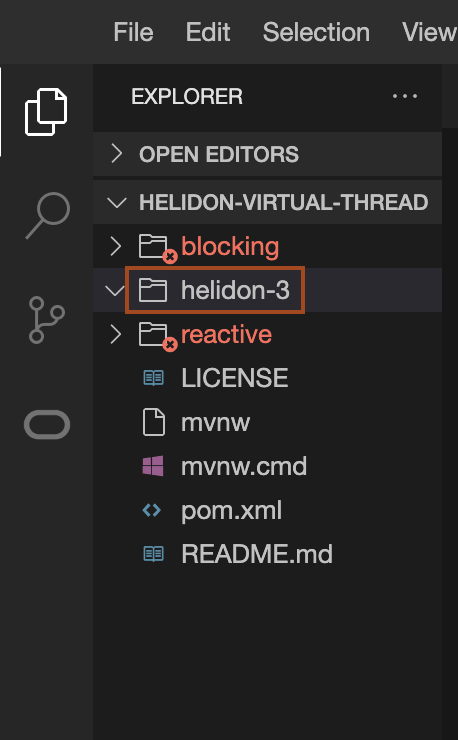 File Edit Selection View
EXPLORER
OPEN EDITORS
HELIDON-VIRTUAL-THREAD
blocking
helidon-3
reactive
LICENSE
mvnw
mvnw.cmd
pom.xml
README.md